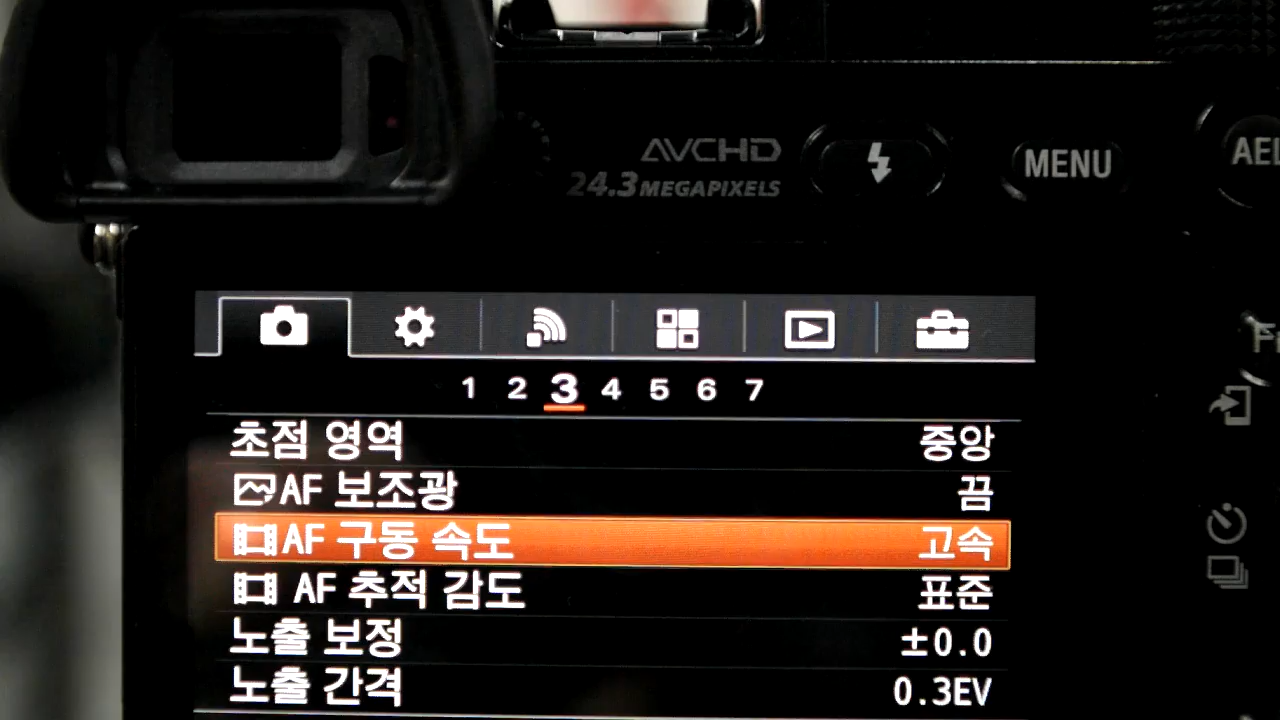 AVCHD
24.3 MEGAPIXELS
MENU
1 2 3 4 5 6 7
초점 영역 중앙
AF 보조광 끔
AF 구동 속도 고속
AF 추적 감도 표준
노출 보정 ±0.0
노출 간격 0.3EV